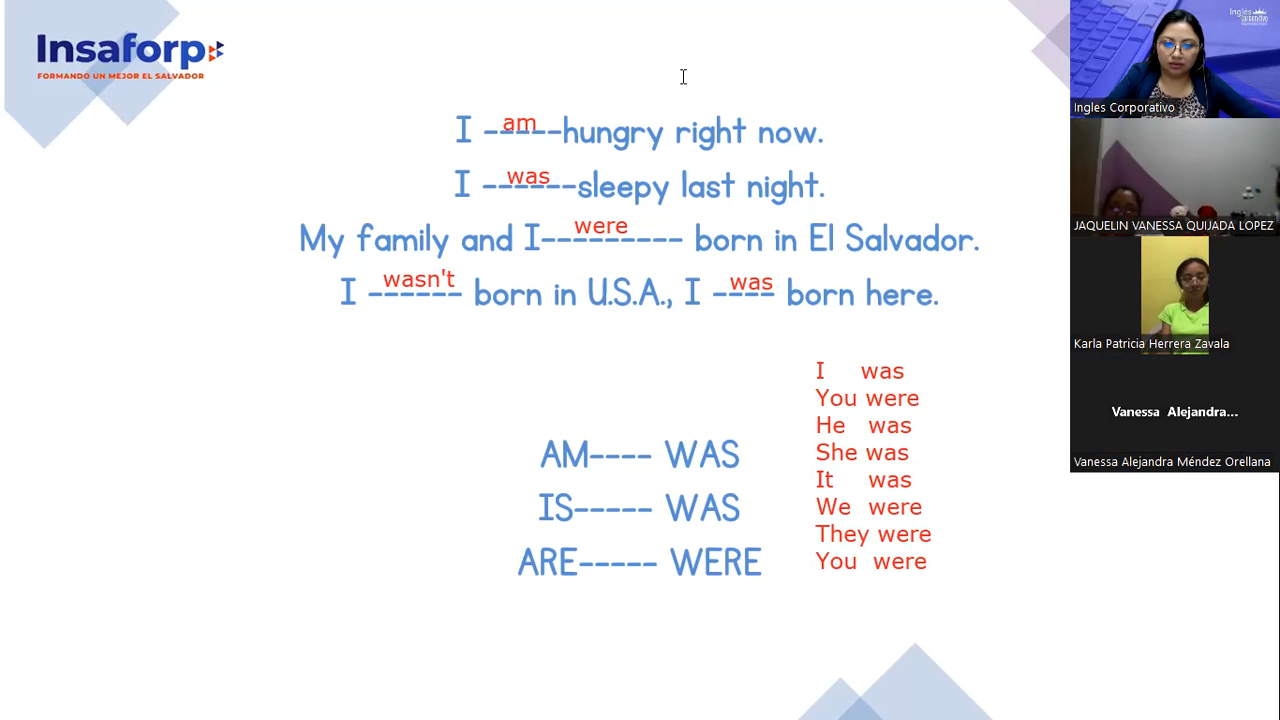 Insaforp
FORMANDO UN MEJOR EL SALVADOR
I --am---hungry right now.
I --was---sleepy last night.
My family and I---were------ born in El Salvador.
I -wasn't- born in U.S.A., I -was- born here.
AM---- WAS
IS----- WAS
ARE----- WERE
I was
You were
He was
She was
It was
We were
They were
You were
Ingles Corporativo
JAQUELIN VANESSA QUIJADA LOPEZ
Karla Patricia Herrera Zavala
Vanessa Alejandra...
Vanessa Alejandra Méndez Orellana